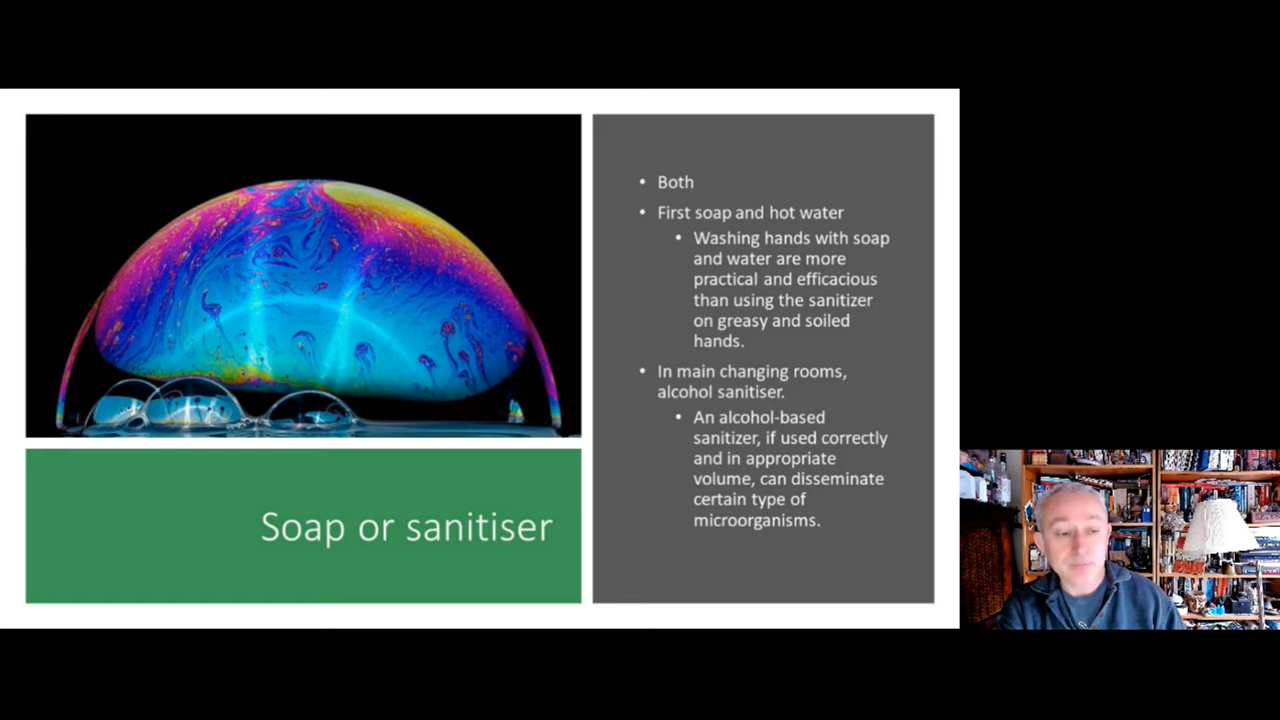 Both
First soap and hot water
Washing hands with soap
and water are more
practical and efficacious
than using the sanitizer
on greasy and soiled
hands.
In main changing rooms,
alcohol sanitiser.
An alcohol-based
sanitizer, if used correctly
and in appropriate
volume, can disseminate
certain type of
microorganisms.
Soap or sanitiser